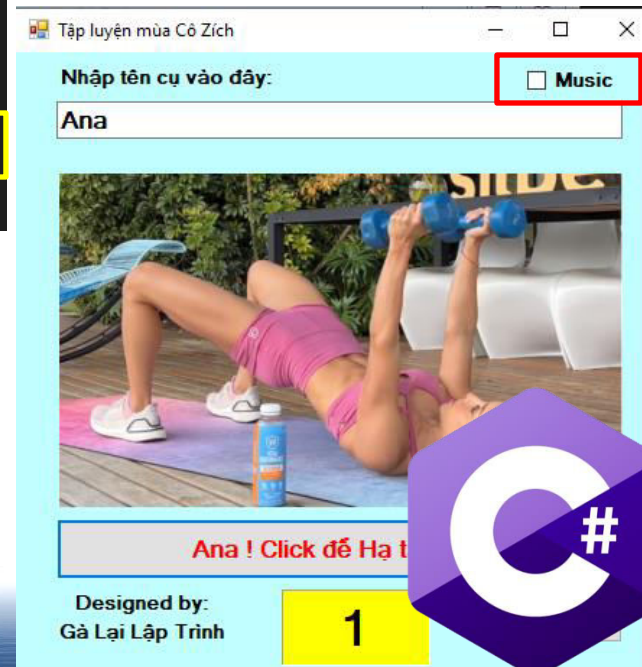 Tập luyện mùa Cô Zích
Nhập tên cụ vào đây:
Music
Ana
Ana ! Click để Hạ t
Designed by:
Gà Lại Lập Trình
1
C#